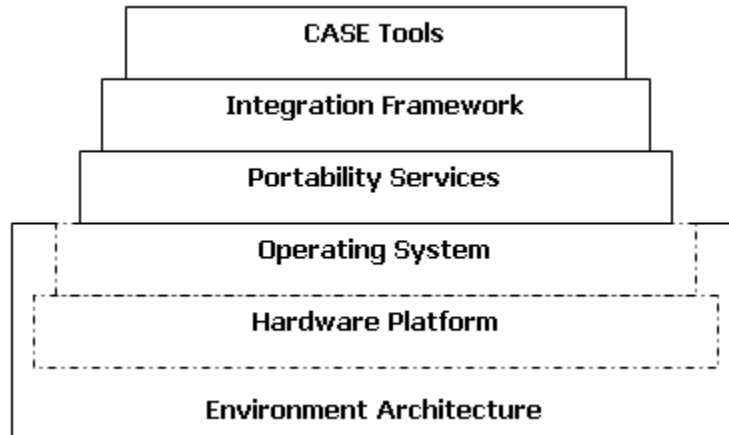 CASE Tools
Integration Framework
Portability Services
Operating System
Hardware Platform
Environment Architecture